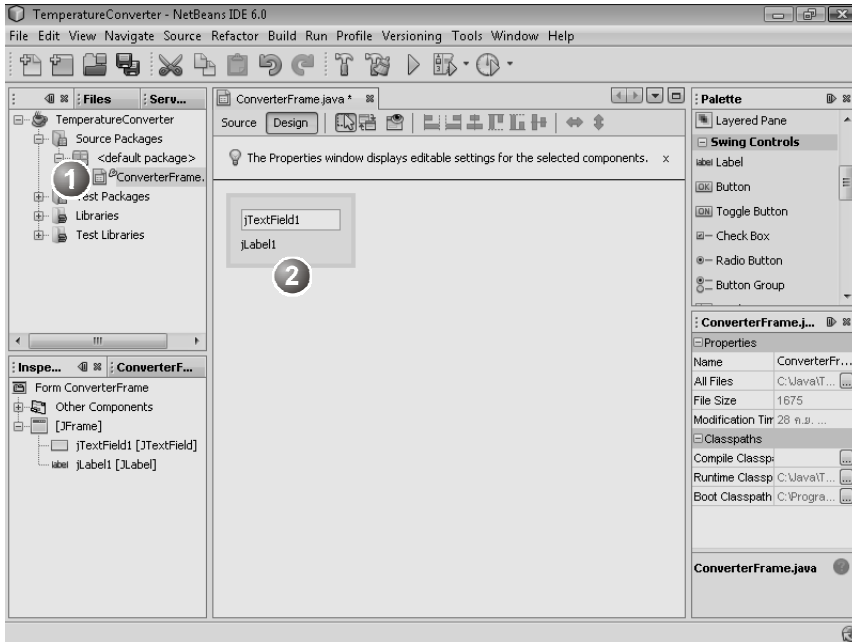 TemperatureConverter - NetBeans IDE 6.0
File Edit View Navigate Source Refactor Build Run Profile Versioning Tools Window Help
Files Serv...
TemperatureConverter
Source Packages
<default package>
ConverterFrame.
1
Test Packages
Libraries
Test Libraries
Inspe... ConverterF...
Form ConverterFrame
Other Components
[JFrame]
jTextField1 [JTextField]
label jLabel1 [JLabel]
ConverterFrame.java *
Source Design
The Properties window displays editable settings for the selected components. x
jTextField1
jLabel1
2
Palette
Layered Pane
Swing Controls
label Label
OK Button
ON Toggle Button
Check Box
Radio Button
Button Group
ConverterFrame.j...
Properties
Name ConverterFr...
All Files C:\Java\T... ...
File Size 1675
Modification Tim 28 ก.ย. ...
Classpaths
Compile Classp ...
Runtime Classp C:\Java\T... ...
Boot Classpath C:\Progra... ...
ConverterFrame.java